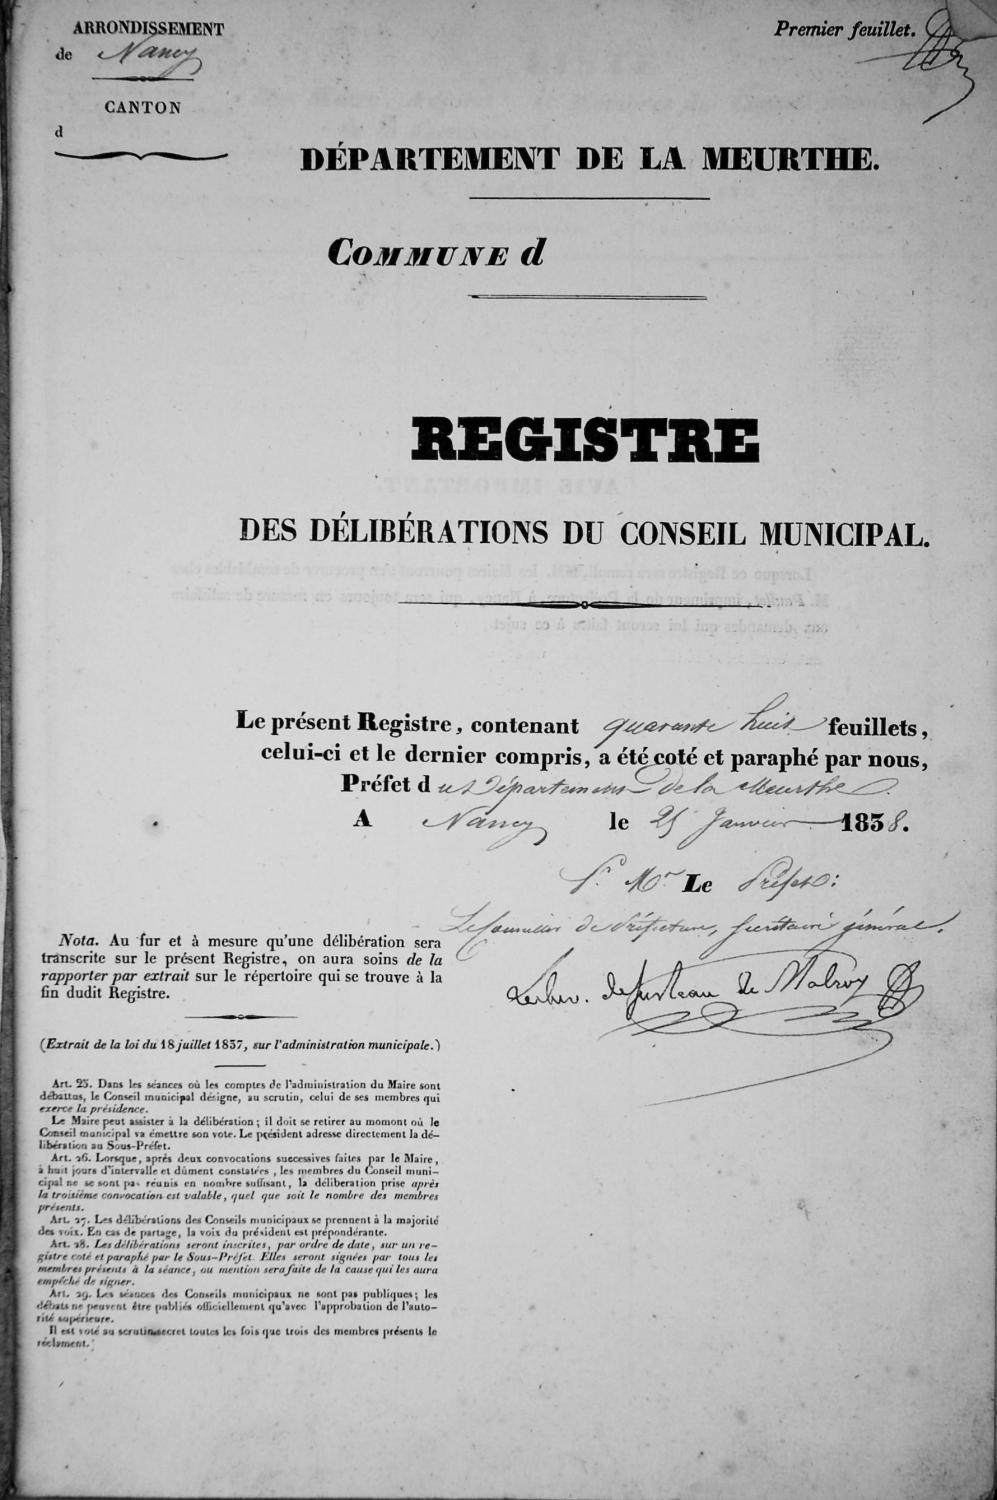 ARRONDISSEMENT
de Nancy
CANTON
d
Premier feuillet.
DÉPARTEMENT DE LA MEURTHE.
COMMUNE d
REGISTRE
DES DÉLIBÉRATIONS DU CONSEIL MUNICIPAL.
Le présent Registre, contenant quarante huit feuillets,
celui-ci et le dernier compris, a été coté et paraphé par nous,
Préfet du Département de la Meurthe.
A Nancy le 25 Janvier 1838.
Pr. Mr. Le Préfet:
Le Conseiller de Préfecture, Secrétaire général.
de Malroy
Nota. Au fur et à mesure qu'une délibération sera
transcrite sur le présent Registre, on aura soins de la
rapporter par extrait sur le répertoire qui se trouve à la
fin dudit Registre.
(Extrait de la loi du 18 juillet 1837, sur l'administration municipale.)
Art. 25. Dans les séances où les comptes de l'administration du Maire sont
débattus, le Conseil municipal désigne, au scrutin, celui de ses membres qui
exerce la présidence.
Le Maire peut assister à la délibération; il doit se retirer au momont où le
Conseil municipal va émettre son vote. Le président adresse directement la dé-
libération au Sous-Préfet.
Art. 26. Lorsque, après deux convocations successives faites par le Maire,
à huit jours d'intervalle et dûment constatées, les membres du Conseil muni-
cipal ne se sont pas réunis en nombre suffisant, la déliberation prise après
la troisième convocation est valable, quel que soit le nombre des membres
présents.
Art. 27. Les délibérations des Conseils municipaux se prennent à la majorité
des voix. En cas de partage, la voix du président est prépondérante.
Art. 28. Les délibérations seront inscrites, par ordre de date, sur un re-
gistre coté et paraphé par le Sous-Préfet. Elles seront signées par tous les
membres présents à la séance, ou mention sera faite de la cause qui les aura
empêché de signer.
Art. 29. Les séances des Conseils municipaux ne sont pas publiques; les
débats ne peuvent être publiés officiellement qu'avec l'approbation de l'auto-
rité supérieure.
Il est voté au scrutin secret toutes les fois que trois des membres présents le
réclament.